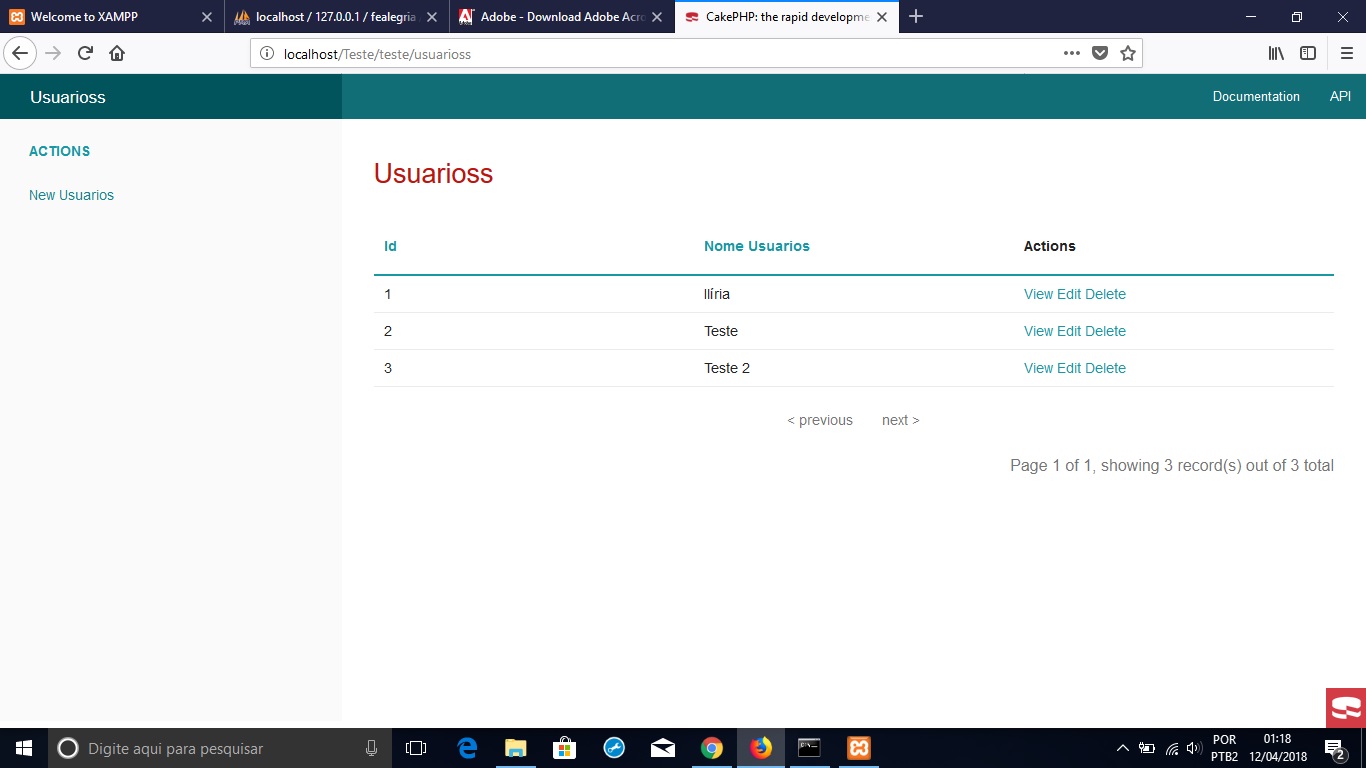 Welcome to XAMPP
localhost / 127.0.0.1 / fealegria
Adobe - Download Adobe Acro
CakePHP: the rapid developme
localhost/Teste/teste/usuarioss
Usuarioss
Documentation
API
ACTIONS
New Usuarios
Usuarioss
Id Nome Usuarios Actions
1 Ilíria View Edit Delete
2 Teste View Edit Delete
3 Teste 2 View Edit Delete
< previous next >
Page 1 of 1, showing 3 record(s) out of 3 total
Digite aqui para pesquisar
POR
PTB2
01:18
12/04/2018
2